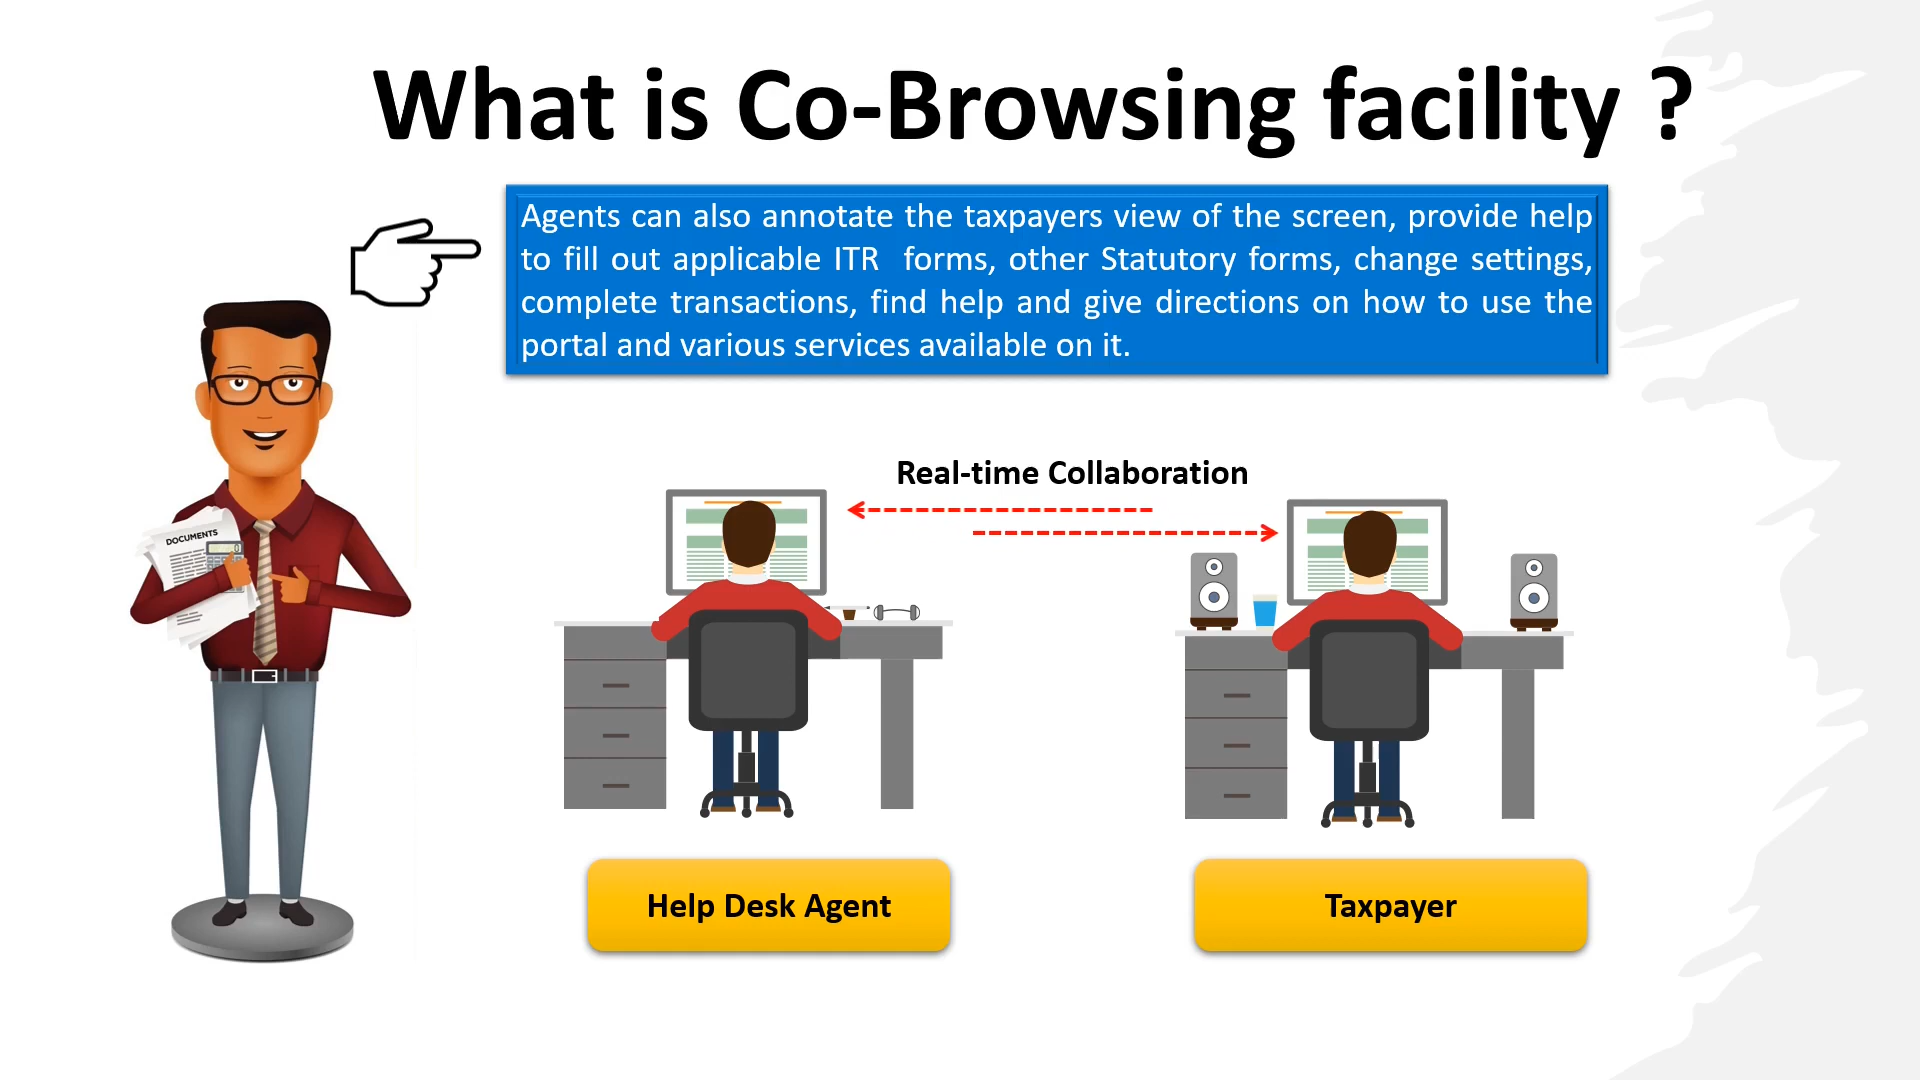 What is Co-Browsing facility ?
Agents can also annotate the taxpayers view of the screen, provide help
to fill out applicable ITR  forms, other Statutory forms, change settings,
complete transactions, find help and give directions on how to use the
portal and various services available on it.
Real-time Collaboration
DOCUMENTS
Help Desk Agent
Taxpayer